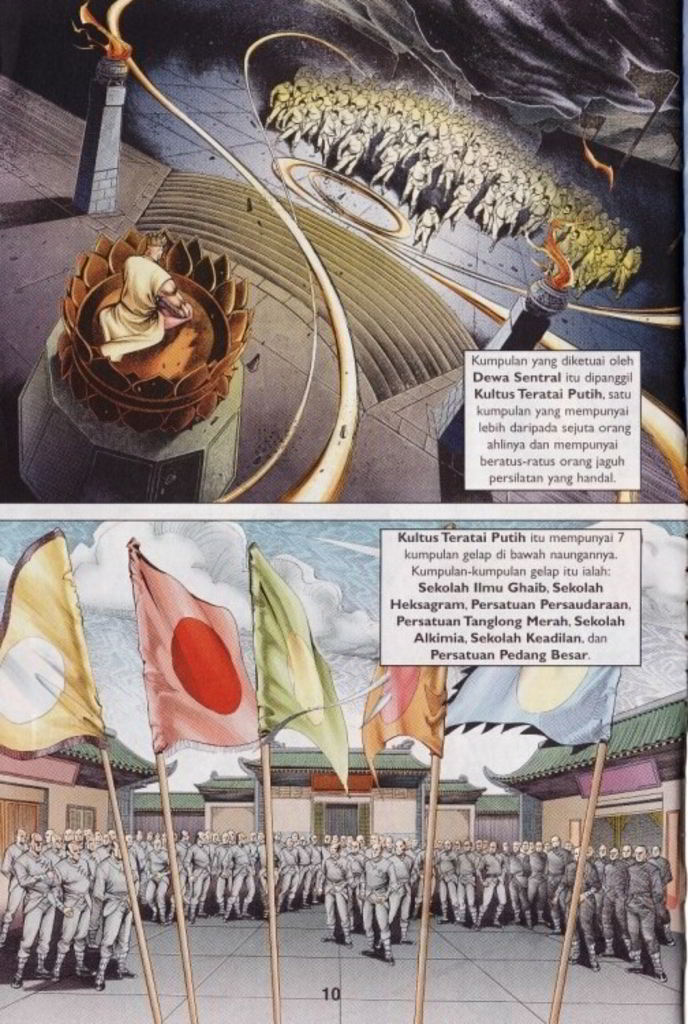 Kumpulan yang diketuai oleh
Dewa Sentral itu dipanggil
Kultus Teratai Putih, satu
kumpulan yang mempunyai
lebih daripada sejuta orang
ahlinya dan mempunyai
beratus-ratus orang jaguh
persilatan yang handal.
Kultus Teratai Putih itu mempunyai 7
kumpulan gelap di bawah naungannya.
Kumpulan-kumpulan gelap itu ialah:
Sekolah Ilmu Ghaib, Sekolah
Heksagram, Persatuan Persaudaraan,
Persatuan Tanglong Merah, Sekolah
Alkimia, Sekolah Keadilan, dan
Persatuan Pedang Besar.
10